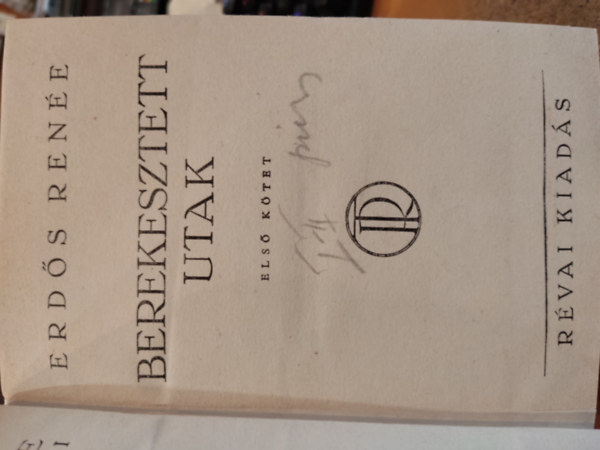 ERDŐS RENÉE
BEREKESZTETT
UTAK
ELSŐ KÖTET
RÉVAI KIADÁS